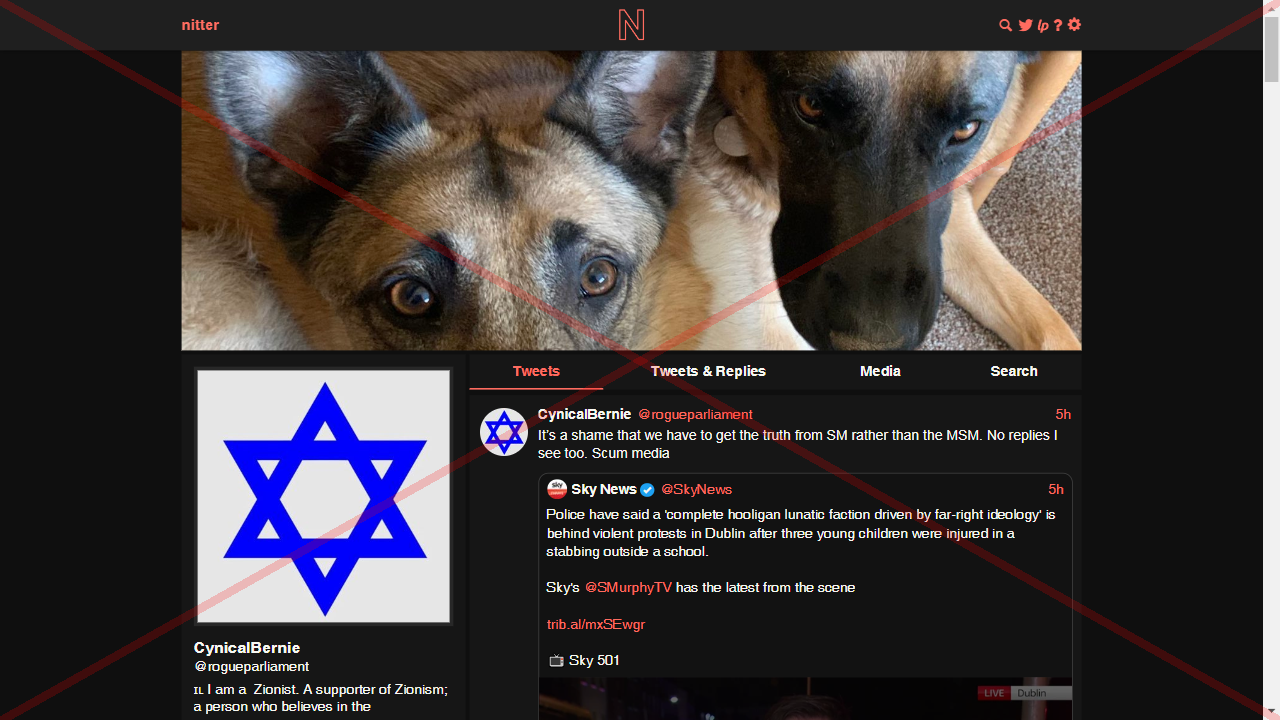 nitter
N
lp ?
Tweets
Tweets & Replies
Media
Search
CynicalBernie @rogueparliament 5h
It's a shame that we have to get the truth from SM rather than the MSM. No replies I
see too. Scum media
sky
Sky News @SkyNews 5h
Police have said a 'complete hooligan lunatic faction driven by far-right ideology' is
behind violent protests in Dublin after three young children were injured in a
stabbing outside a school.
Sky's @SMurphyTV has the latest from the scene
trib.al/mxSEwgr
📺 Sky 501
LIVE Dublin
CynicalBernie
@rogueparliament
🇮🇱 I am a Zionist. A supporter of Zionism;
a person who believes in the